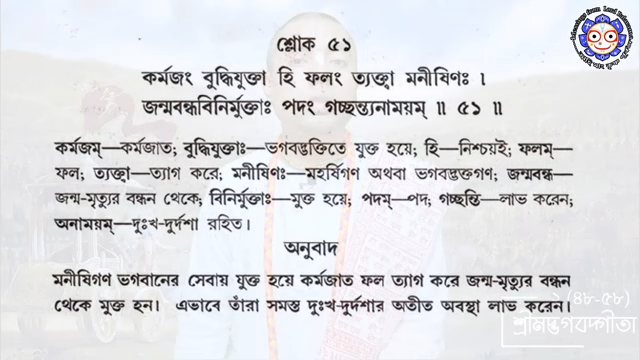 শ্লোক ৫১
কর্মজং বুদ্ধিযুক্তা হি ফলং ত্যক্ত্বা মনীষিণঃ ।
জন্মবন্ধবিনির্মুক্তাঃ পদং গচ্ছন্ত্যনাময়ম্ ॥ ৫১ ॥
কর্মজম্—কর্মজাত; বুদ্ধিযুক্তাঃ—ভগবদ্ভক্তিতে যুক্ত হয়ে; হি—নিশ্চয়ই; ফলম্—
ফল; ত্যক্ত্বা—ত্যাগ করে; মনীষিণঃ—মহর্ষিগণ অথবা ভগবদ্ভক্তগণ; জন্মবন্ধ—
জন্ম-মৃত্যুর বন্ধন থেকে; বিনির্মুক্তাঃ—মুক্ত হয়ে; পদম্—পদ; গচ্ছন্তি—লাভ করেন;
অনাময়ম্—দুঃখ-দুর্দশা রহিত।
অনুবাদ
মনীষিগণ ভগবানের সেবায় যুক্ত হয়ে কর্মজাত ফল ত্যাগ করে জন্ম-মৃত্যুর বন্ধন
থেকে মুক্ত হন। এভাবে তাঁরা সমস্ত দুঃখ-দুর্দশার অতীত অবস্থা লাভ করেন।
(৪৮-৫৮)
শ্রীমদ্ভগবদ্গীতা